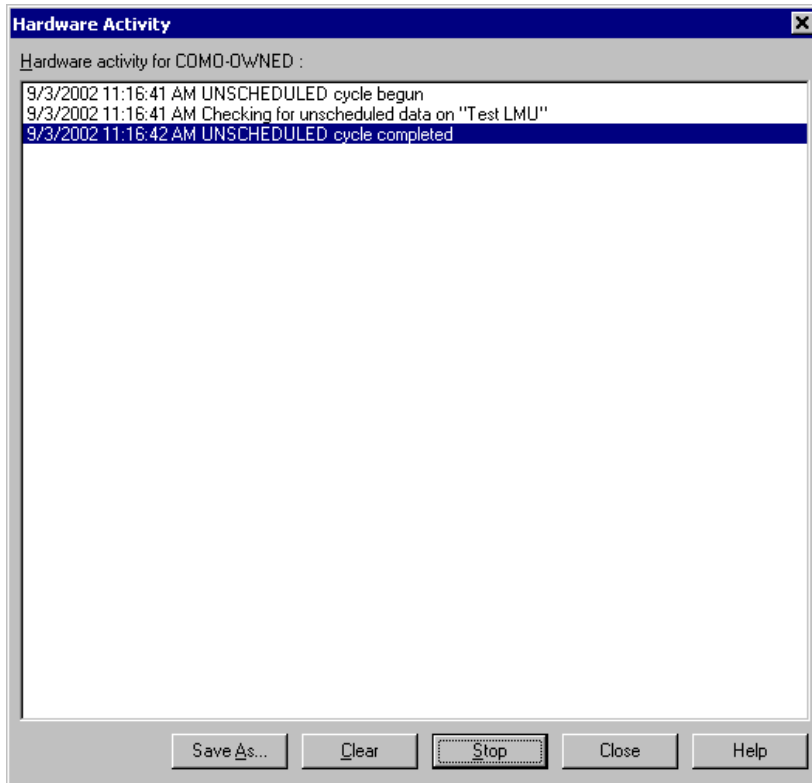 Hardware Activity
Hardware activity for COMO-OWNED :
9/3/2002 11:16:41 AM UNSCHEDULED cycle begun
9/3/2002 11:16:41 AM Checking for unscheduled data on "Test LMU"
9/3/2002 11:16:42 AM UNSCHEDULED cycle completed
Save As... Clear Stop Close Help